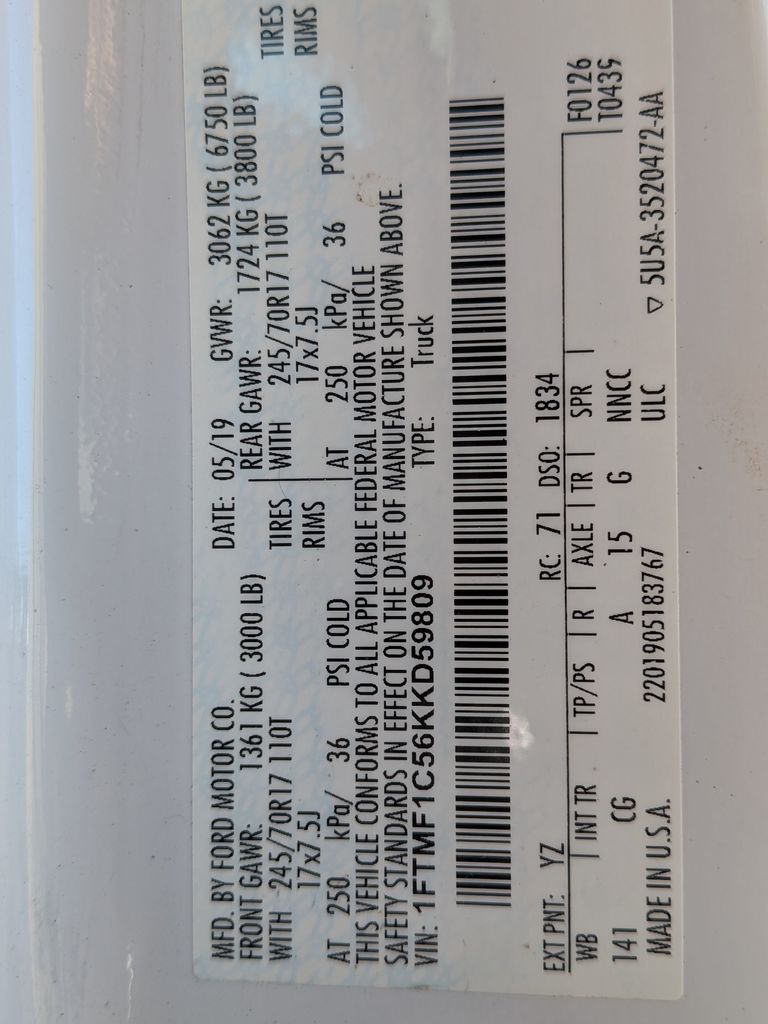 MFD. BY FORD MOTOR CO.
DATE: 05/19 GVWR: 3062 KG ( 6750 LB)
FRONT GAWR: 1361 KG ( 3000 LB) REAR GAWR: 1724 KG ( 3800 LB)
WITH 245/70R17 110T TIRES WITH 245/70R17 110T TIRES
17x7.5J RIMS 17x7.5J RIMS
AT 250 kPa/ 36 PSI COLD AT 250 kPa/ 36 PSI COLD
THIS VEHICLE CONFORMS TO ALL APPLICABLE FEDERAL MOTOR VEHICLE
SAFETY STANDARDS IN EFFECT ON THE DATE OF MANUFACTURE SHOWN ABOVE.
VIN: 1FTMF1C56KKD59809 TYPE: Truck
EXT PNT: YZ RC: 71 DSO: 1834
F0126
WB INT TR TP/PS R AXLE TR SPR T0439
141 CG A 15 G NNCC
ULC
MADE IN U.S.A. 2201905183767 ▽ 5U5A-3520472-AA